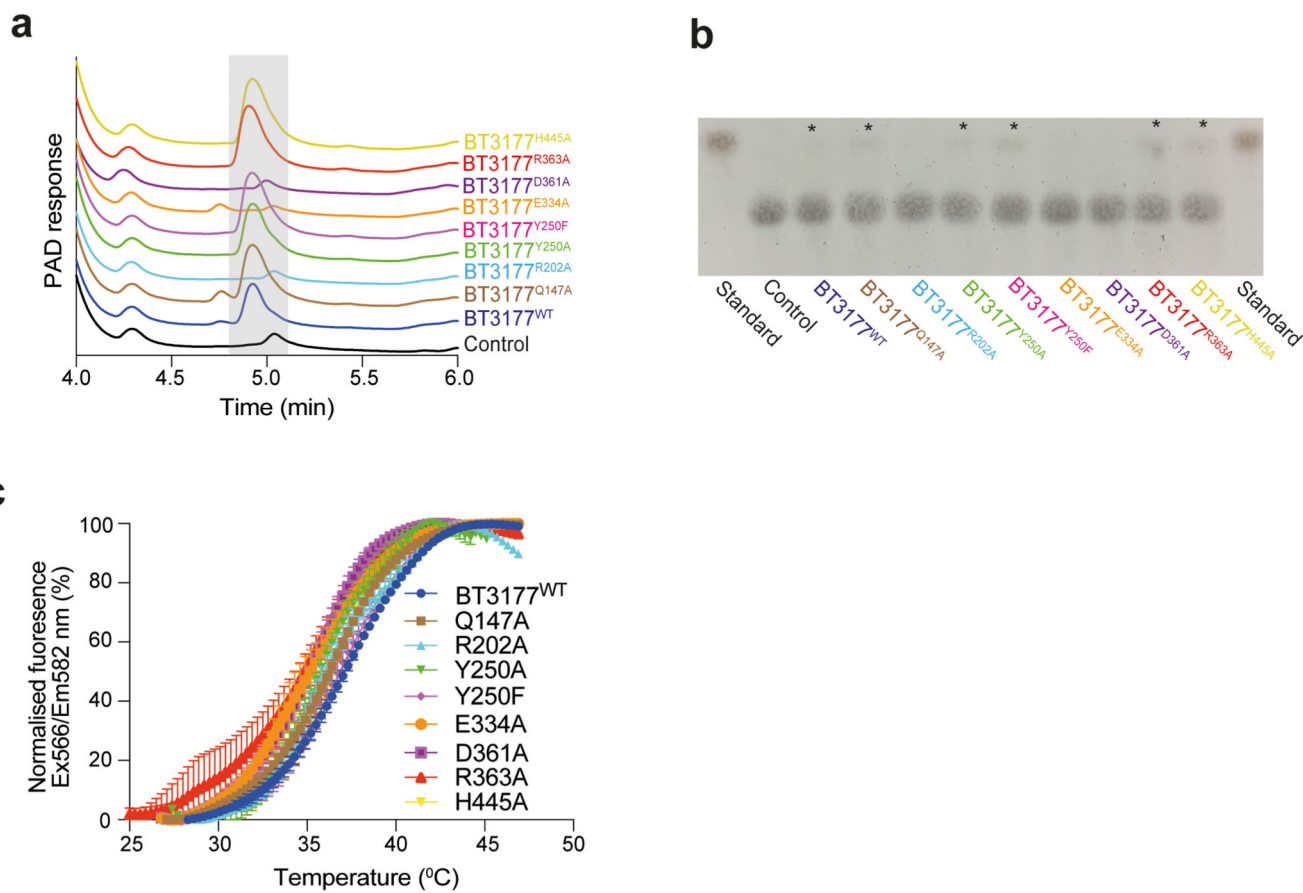 a
PAD response
BT3177H445A
BT3177R363A
BT3177D361A
BT3177E334A
BT3177Y250F
BT3177Y250A
BT3177R202A
BT3177Q147A
BT3177WT
Control
4.0 4.5 5.0 5.5 6.0
Time (min)
b
* * * * * *
Standard
Control
BT3177WT
BT3177Q147A
BT3177R202A
BT3177Y250A
BT3177Y250F
BT3177E334A
BT3177D361A
BT3177R363A
BT3177H445A
Standard
c
Normalised fluoresence
Ex566/Em582 nm (%)
100
80
60
40
20
0
BT3177WT
Q147A
R202A
Y250A
Y250F
E334A
D361A
R363A
H445A
25 30 35 40 45 50
Temperature (⁰C)